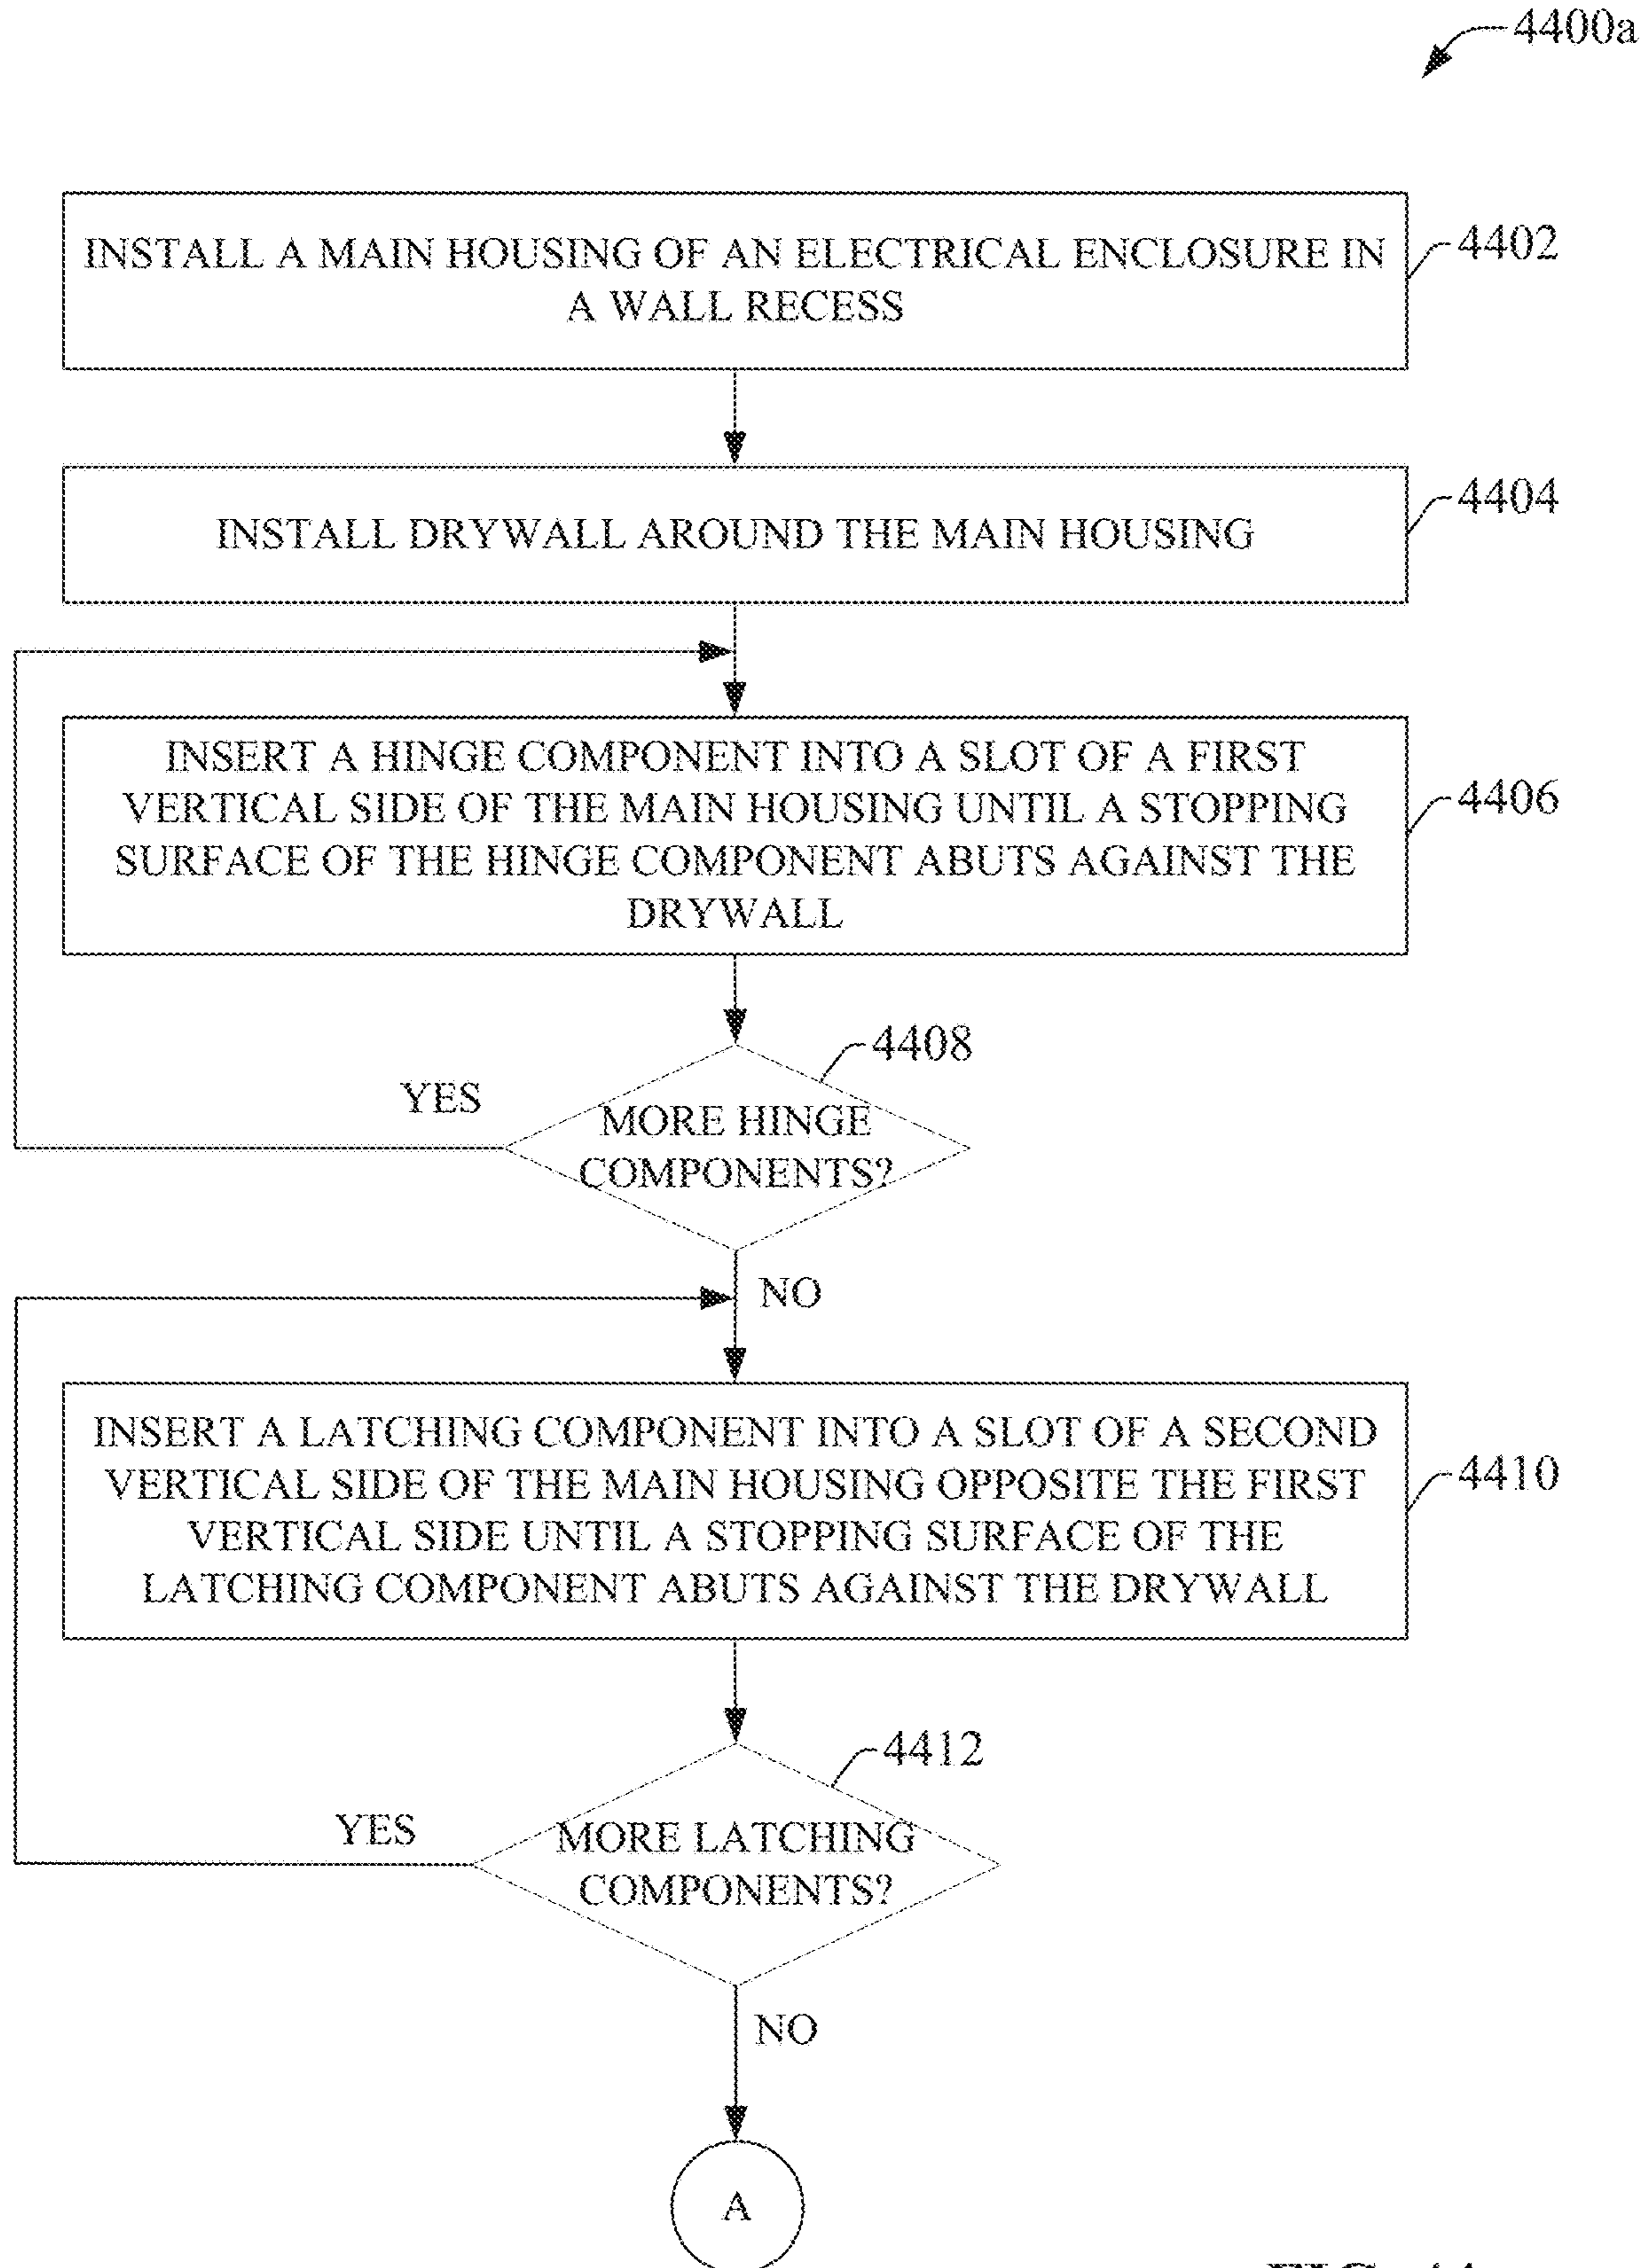 4400a
INSTALL A MAIN HOUSING OF AN ELECTRICAL ENCLOSURE IN
A WALL RECESS
4402
INSTALL DRYWALL AROUND THE MAIN HOUSING
4404
INSERT A HINGE COMPONENT INTO A SLOT OF A FIRST
VERTICAL SIDE OF THE MAIN HOUSING UNTIL A STOPPING
SURFACE OF THE HINGE COMPONENT ABUTS AGAINST THE
DRYWALL
4406
4408
YES
MORE HINGE
COMPONENTS?
NO
INSERT A LATCHING COMPONENT INTO A SLOT OF A SECOND
VERTICAL SIDE OF THE MAIN HOUSING OPPOSITE THE FIRST
VERTICAL SIDE UNTIL A STOPPING SURFACE OF THE
LATCHING COMPONENT ABUTS AGAINST THE DRYWALL
4410
4412
YES
MORE LATCHING
COMPONENTS?
NO
A